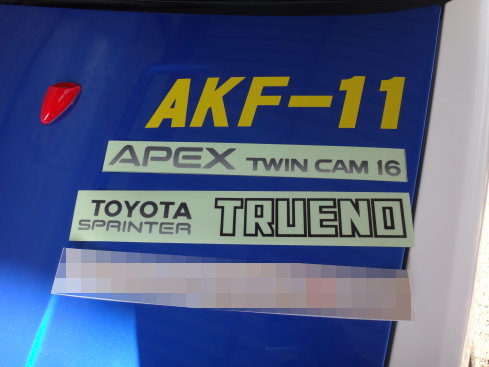 AKF-11
APEX TWIN CAM 16
TOYOTA
SPRINTER TRUENO